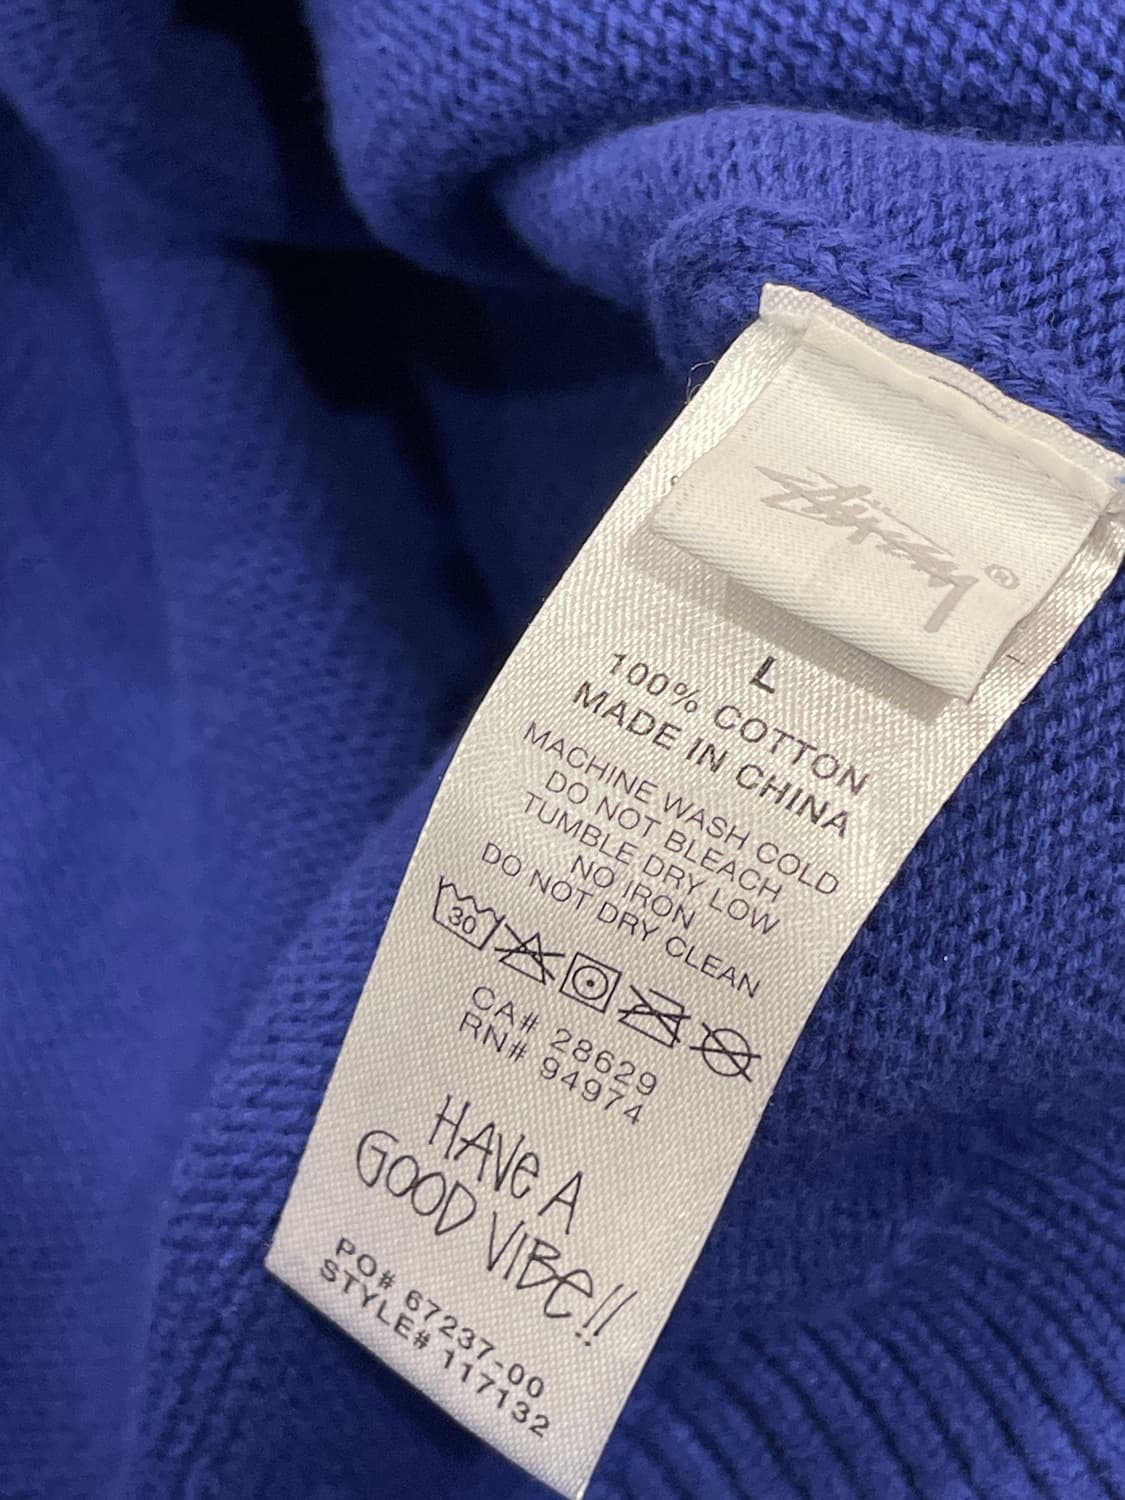 Stüssy ®
L
100% COTTON
MADE IN CHINA
MACHINE WASH COLD
DO NOT BLEACH
TUMBLE DRY LOW
NO IRON
DO NOT DRY CLEAN
30
CA# 28629
RN# 94974
HAVe A
GOOD VIBe!!
PO# 67237-00
STYLE# 117132